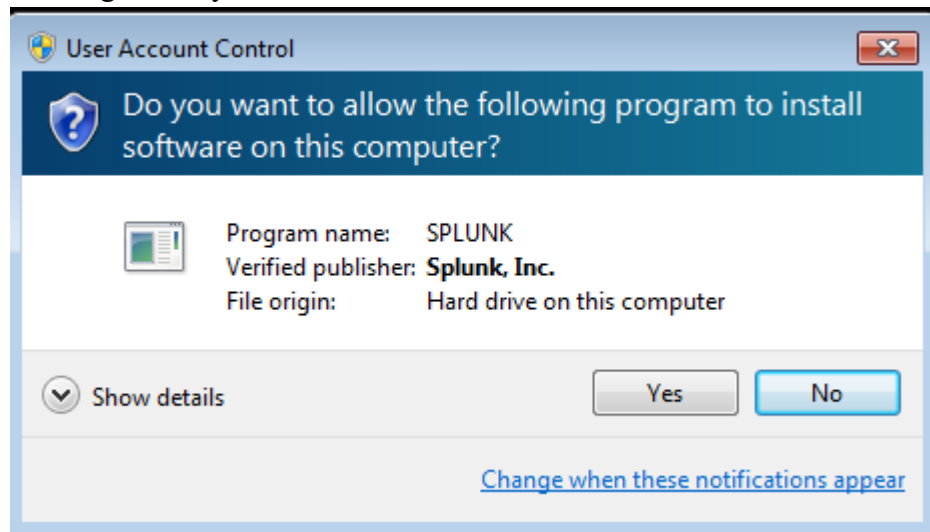 User Account Control
Do you want to allow the following program to install
software on this computer?
Program name: SPLUNK
Verified publisher: Splunk, Inc.
File origin: Hard drive on this computer
Show details
Yes
No
Change when these notifications appear